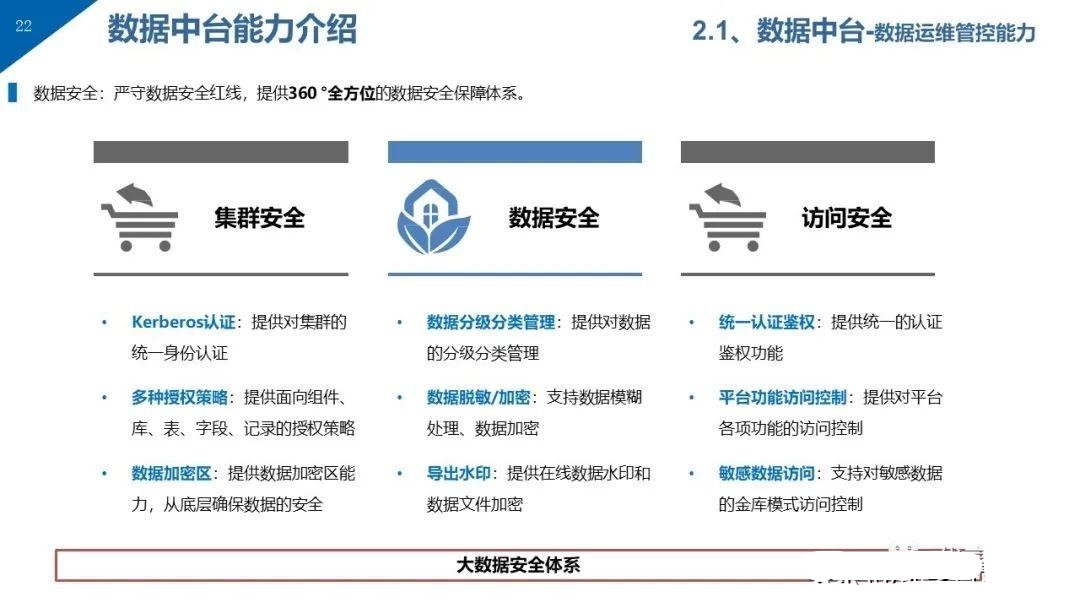 22
数据中台能力介绍
2.1、数据中台-数据运维管控能力
数据安全：严守数据安全红线，提供360 °全方位的数据安全保障体系。
集群安全
Kerberos认证：提供对集群的
统一身份认证
多种授权策略：提供面向组件、
库、表、字段、记录的授权策略
数据加密区：提供数据加密区能
力，从底层确保数据的安全
数据安全
数据分级分类管理：提供对数据
的分级分类管理
数据脱敏/加密：支持数据模糊
处理、数据加密
导出水印：提供在线数据水印和
数据文件加密
访问安全
统一认证鉴权：提供统一的认证
鉴权功能
平台功能访问控制：提供对平台
各项功能的访问控制
敏感数据访问：支持对敏感数据
的金库模式访问控制
大数据安全体系